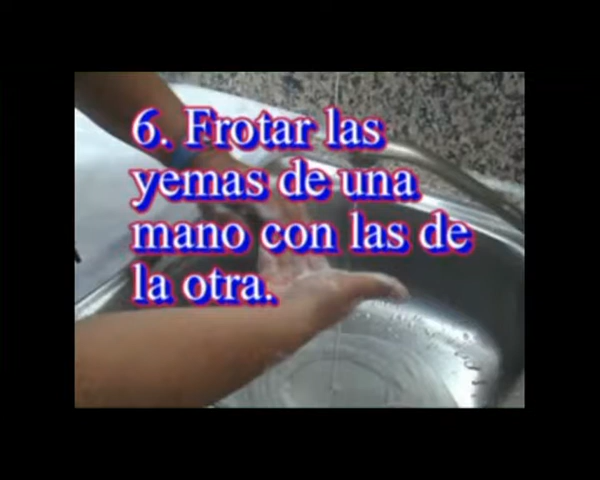 6. Frotar las
yemas de una
mano con las de
la otra.